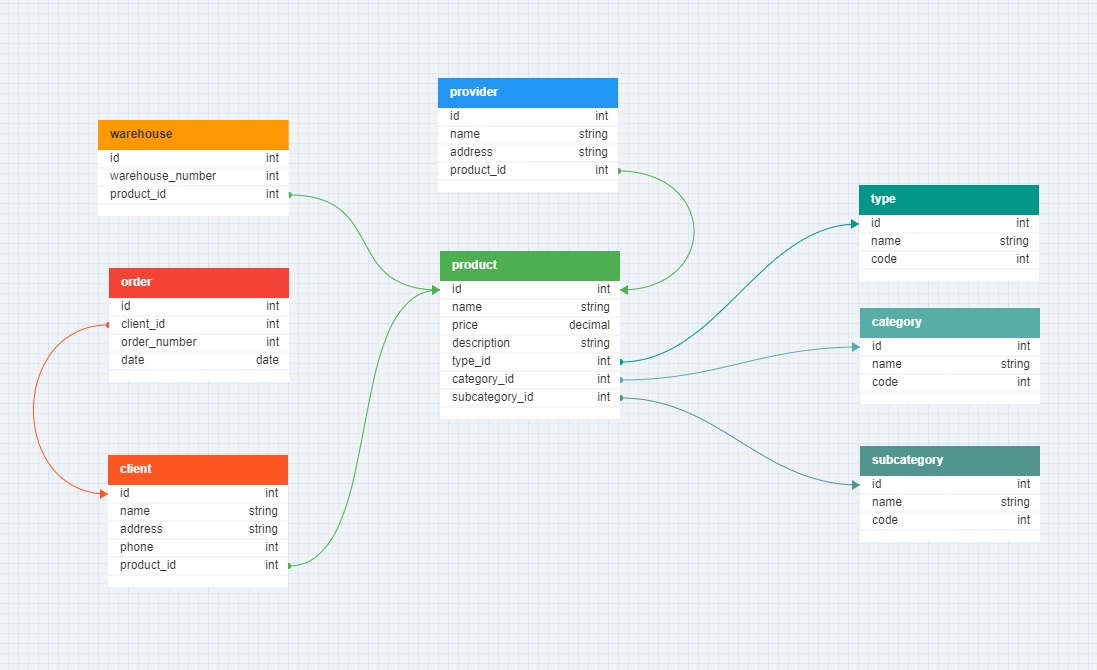 provider
id int
name string
address string
product_id int
warehouse
id int
warehouse_number int
product_id int
type
id int
name string
code int
product
id int
name string
price decimal
description string
type_id int
category_id int
subcategory_id int
order
id int
client_id int
order_number int
date date
category
id int
name string
code int
client
id int
name string
address string
phone int
product_id int
subcategory
id int
name string
code int